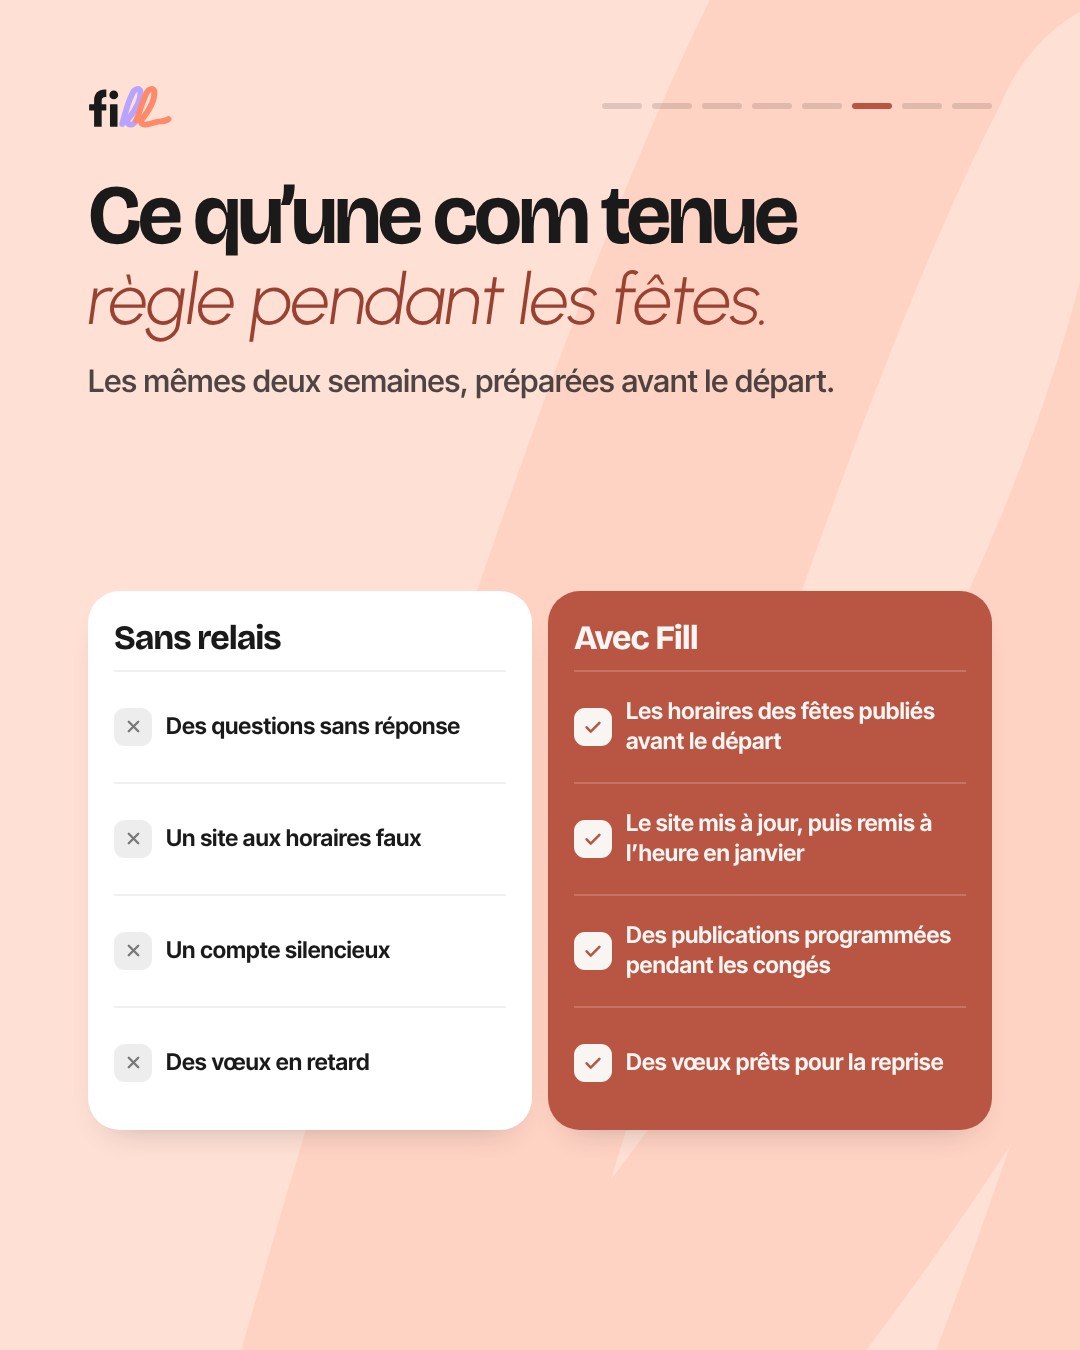 fill
Ce qu’une com tenue
règle pendant les fêtes.
Les mêmes deux semaines, préparées avant le départ.
Sans relais
Des questions sans réponse
Un site aux horaires faux
Un compte silencieux
Des vœux en retard
Avec Fill
Les horaires des fêtes publiés
avant le départ
Le site mis à jour, puis remis à
l’heure en janvier
Des publications programmées
pendant les congés
Des vœux prêts pour la reprise